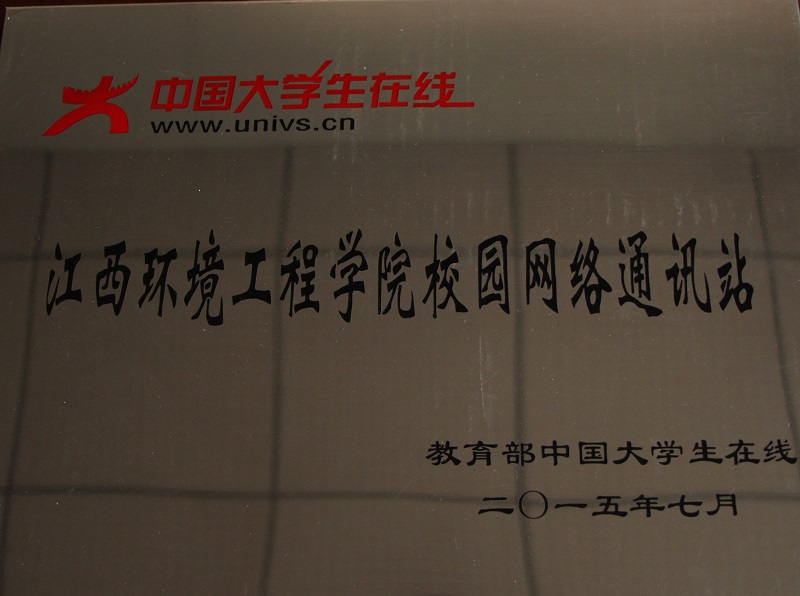 中国大学生在线
www.univs.cn
江西环境工程学院校园网络通讯站
教育部中国大学生在线
二〇一五年七月